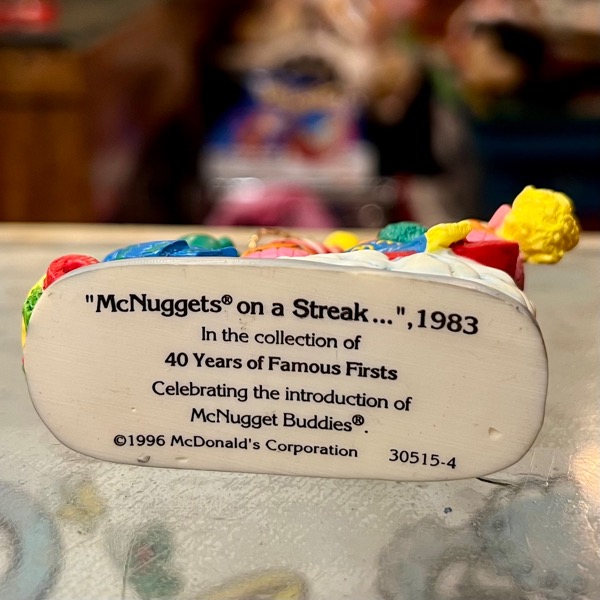 "McNuggets® on a Streak...", 1983
In the collection of
40 Years of Famous Firsts
Celebrating the introduction of
McNugget Buddies®.
©1996 McDonald's Corporation 30515-4